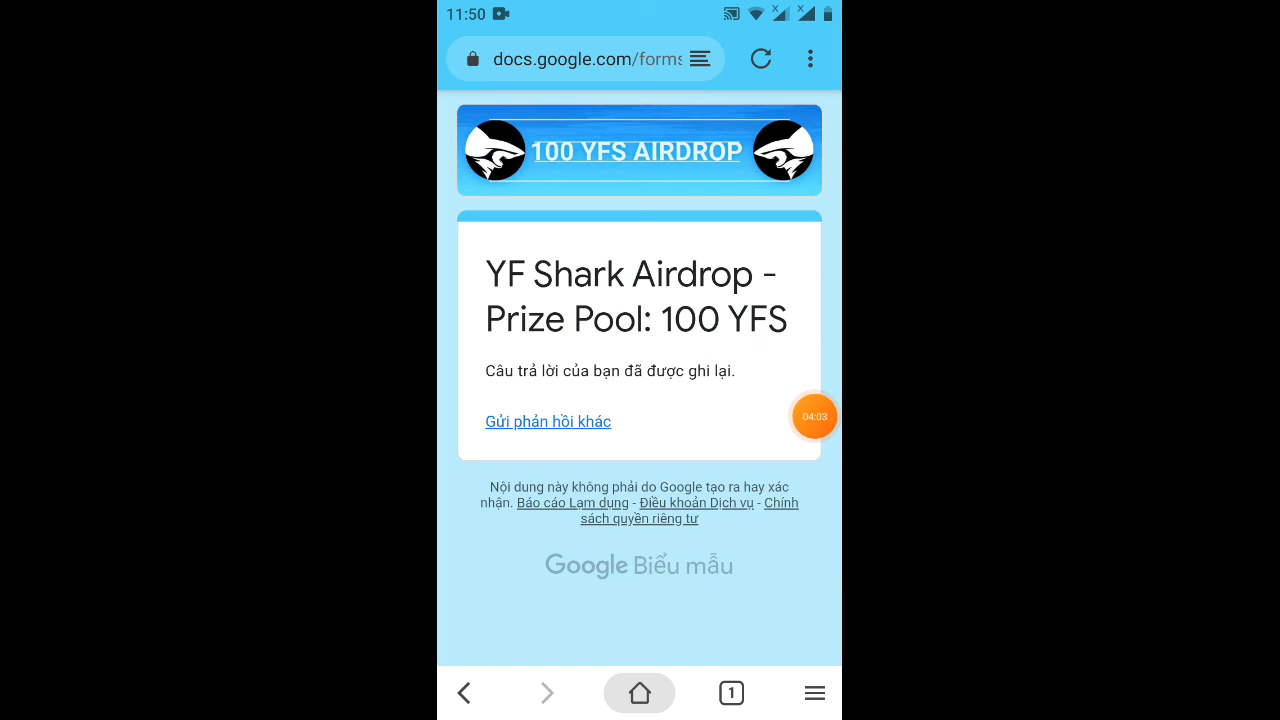 11:50
docs.google.com/forms
100 YFS AIRDROP
YF Shark Airdrop -
Prize Pool: 100 YFS
Câu trả lời của bạn đã được ghi lại.
Gửi phản hồi khác
04:03
Nội dung này không phải do Google tạo ra hay xác
nhận. Báo cáo Lạm dụng - Điều khoản Dịch vụ - Chính
sách quyền riêng tư
Google Biểu mẫu
1